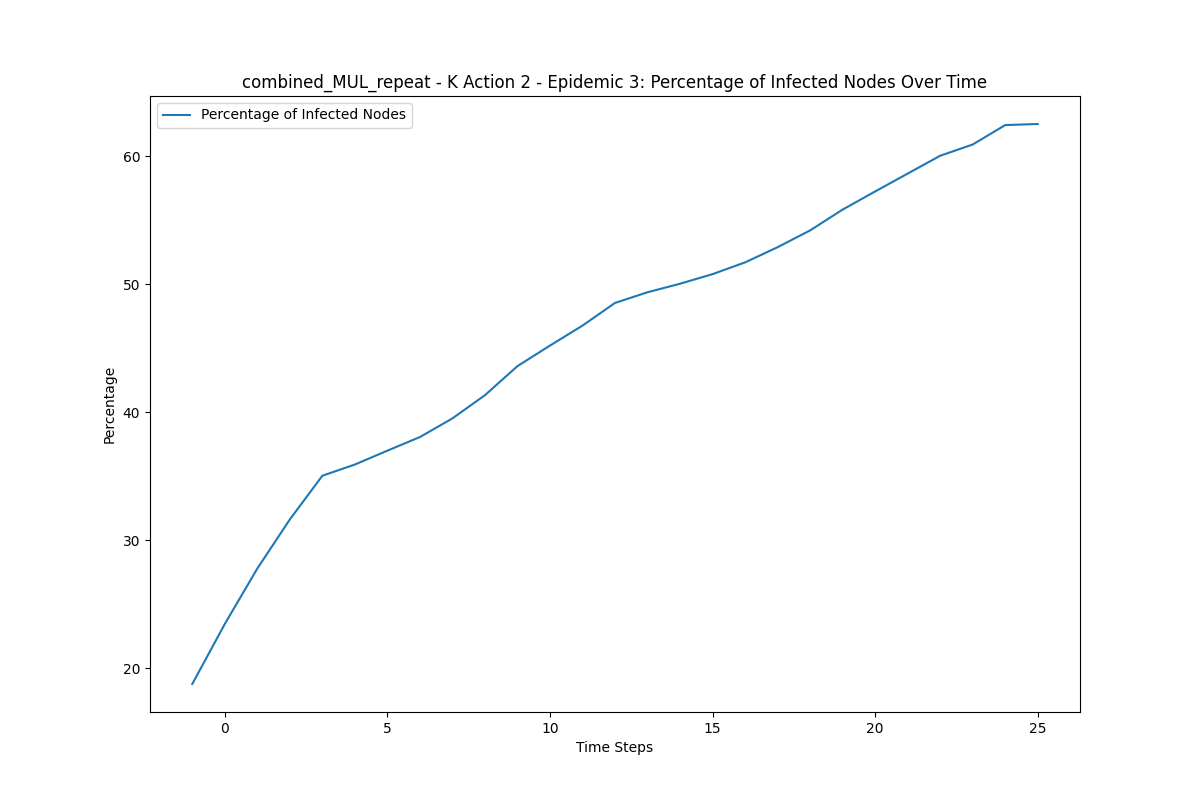 combined_MUL_repeat - K Action 2 - Epidemic 3: Percentage of Infected Nodes Over Time
Percentage of Infected Nodes
60
50
40
30
20
Percentage
0 5 10 15 20 25
Time Steps